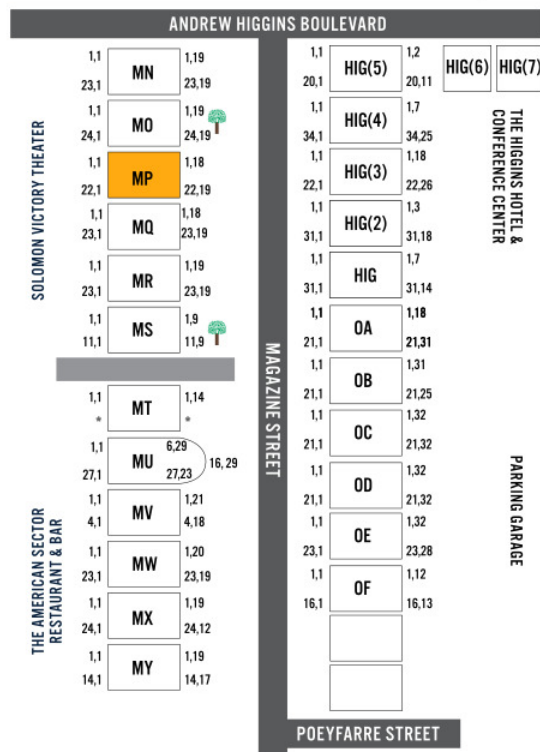 ANDREW HIGGINS BOULEVARD
SOLOMON VICTORY THEATER
1,1 MN 1,19
23,1 23,19
1,1 MO 1,19
24,1 24,19
1,1 MP 1,18
22,1 22,19
1,1 MQ 1,18
23,1 23,19
1,1 MR 1,19
23,1 23,19
1,1 MS 1,9
11,1 11,9
THE AMERICAN SECTOR
RESTAURANT & BAR
1,1 MT 1,14
* *
1,1 MU 6,29
16,29
27,1 27,23
1,1 MV 1,21
4,1 4,18
1,1 MW 1,20
23,1 23,19
1,1 MX 1,19
24,1 24,12
1,1 MY 1,19
14,1 14,17
MAGAZINE STREET
1,1 HIG(5) 1,2
20,1 20,11
HIG(6) HIG(7)
1,1 HIG(4) 1,7
34,1 34,25
1,1 HIG(3) 1,18
22,1 22,26
1,1 HIG(2) 1,3
31,1 31,18
1,1 HIG 1,7
31,1 31,14
1,1 OA 1,18
21,1 21,31
1,1 OB 1,31
21,1 21,25
1,1 OC 1,32
21,1 21,32
1,1 OD 1,32
21,1 21,32
1,1 OE 1,32
23,1 23,28
1,1 OF 1,12
16,1 16,13
THE HIGGINS HOTEL &
CONFERENCE CENTER
PARKING GARAGE
POEYFARRE STREET